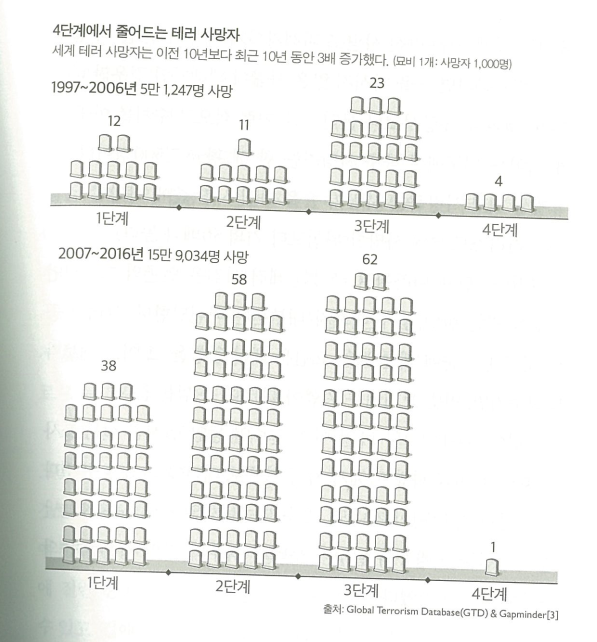 4단계에서 줄어드는 테러 사망자
세계 테러 사망자는 이전 10년보다 최근 10년 동안 3배 증가했다. (묘비 1개: 사망자 1,000명)
1997~2006년 5만 1,247명 사망
12
11
23
4
1단계
2단계
3단계
4단계
2007~2016년 15만 9,034명 사망
38
58
62
1
1단계
2단계
3단계
4단계
출처: Global Terrorism Database(GTD) & Gapminder[3]